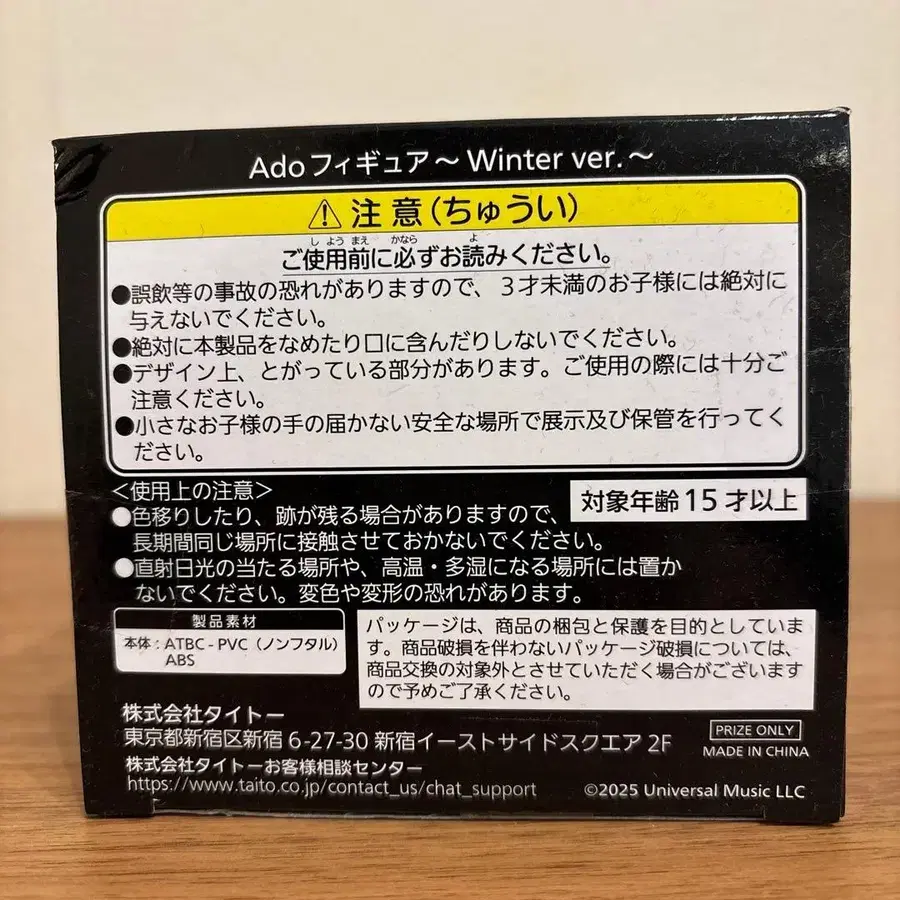 Adoフィギュア～ Winter ver.～
⚠ 注意(ちゅうい)
しようまえ かなら よ
ご使用前に必ずお読みください。
●誤飲等の事故の恐れがありますので、3才未満のお子様には絶対に
与えないでください。
●絶対に本製品をなめたり口に含んだりしないでください。
●デザイン上、とがっている部分があります。ご使用の際には十分ご
注意ください。
●小さなお子様の手の届かない安全な場所で展示及び保管を行ってく
ださい。
＜使用上の注意＞
対象年齢 15 才以上
●色移りしたり、跡が残る場合がありますので、
長期間同じ場所に接触させておかないでください。
●直射日光の当たる場所や、高温・多湿になる場所には置か
ないでください。変色や変形の恐れがあります。
製品素材
本体 : ATBC - PVC（ノンフタル）
ABS
パッケージは、商品の梱包と保護を目的としていま
す。商品破損を伴わないパッケージ破損については、
商品交換の対象外とさせていただく場合がございます
ので予めご了承ください。
株式会社タイトー
東京都新宿区新宿 6-27-30 新宿イーストサイドスクエア 2F
株式会社タイトーお客様相談センター
https://www.taito.co.jp/contact_us/chat_support
PRIZE ONLY
MADE IN CHINA
©2025 Universal Music LLC